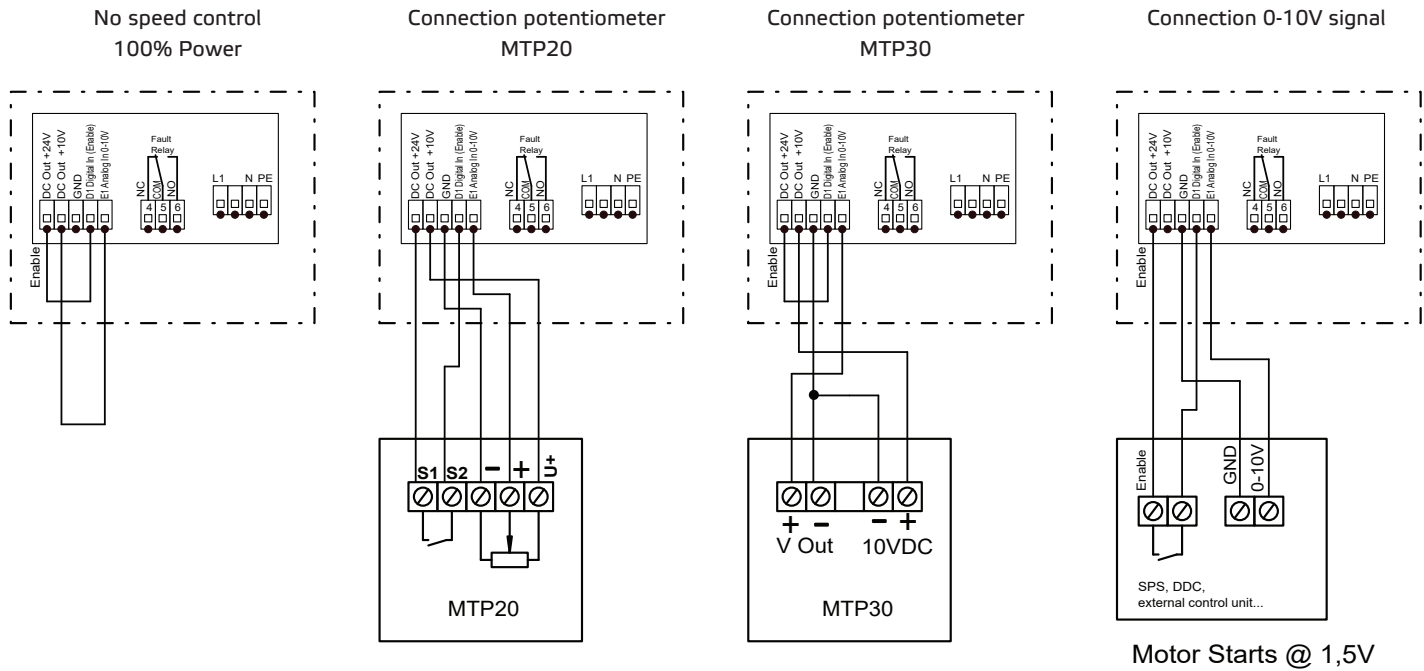 No speed control
100% Power
DC Out +24V
DC Out +10V
GND
D1 Digital In (Enable)
E1 Analog In 0-10V
Fault
Relay
NC
COM
NO
4 5 6
L1 N PE
Enable
Connection potentiometer
MTP20
DC Out +24V
DC Out +10V
GND
D1 Digital In (Enable)
E1 Analog In 0-10V
Fault
Relay
NC
COM
NO
4 5 6
L1 N PE
S1 S2 − + U+
MTP20
Connection potentiometer
MTP30
DC Out +24V
DC Out +10V
GND
D1 Digital In (Enable)
E1 Analog In 0-10V
Fault
Relay
NC
COM
NO
4 5 6
L1 N PE
Enable
+ − − +
V Out 10VDC
MTP30
Connection 0-10V signal
DC Out +24V
DC Out +10V
GND
D1 Digital In (Enable)
E1 Analog In 0-10V
Fault
Relay
NC
COM
NO
4 5 6
L1 N PE
Enable
Enable
GND
0-10V
SPS, DDC,
external control unit...
Motor Starts @ 1,5V